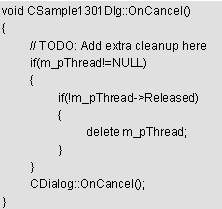 void CSample1301Dlg::OnCancel()
{
// TODO: Add extra cleanup here
if(m_pThread!=NULL)
{
if(!m_pThread->Released)
{
delete m_pThread;
}
}
CDialog::OnCancel();
}